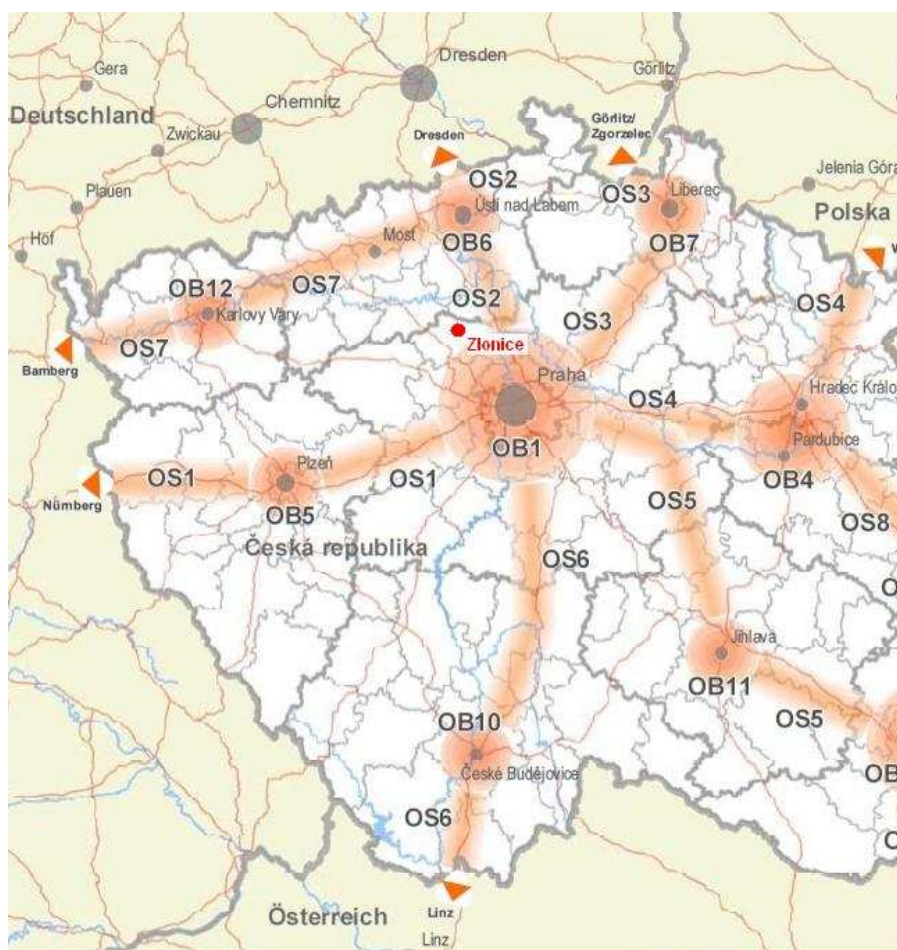 Dresden
Gera
Görlitz
Deutschland
Chemnitz
Görlitz/
Zgorzelec
Dresden
Zwickau
Jelenia Góra
OS2
OS3
Liberec
Plauen
Ústí nad Labem
Polska
Hof
Most
OB6
OB7
OB12
OS7
OS2
OS4
Karlovy Vary
OS3
Zlonice
OS7
Bamberg
Praha
Hradec Králo
OS4
OB1
Pardubice
Plzeň
OS1
OS1
OB4
Nürnberg
OB5
OS5
OS8
Česká republika
OS6
Jihlava
OB11
OB10
OS5
České Budějovice
OB
OS6
Österreich
Linz
Linz